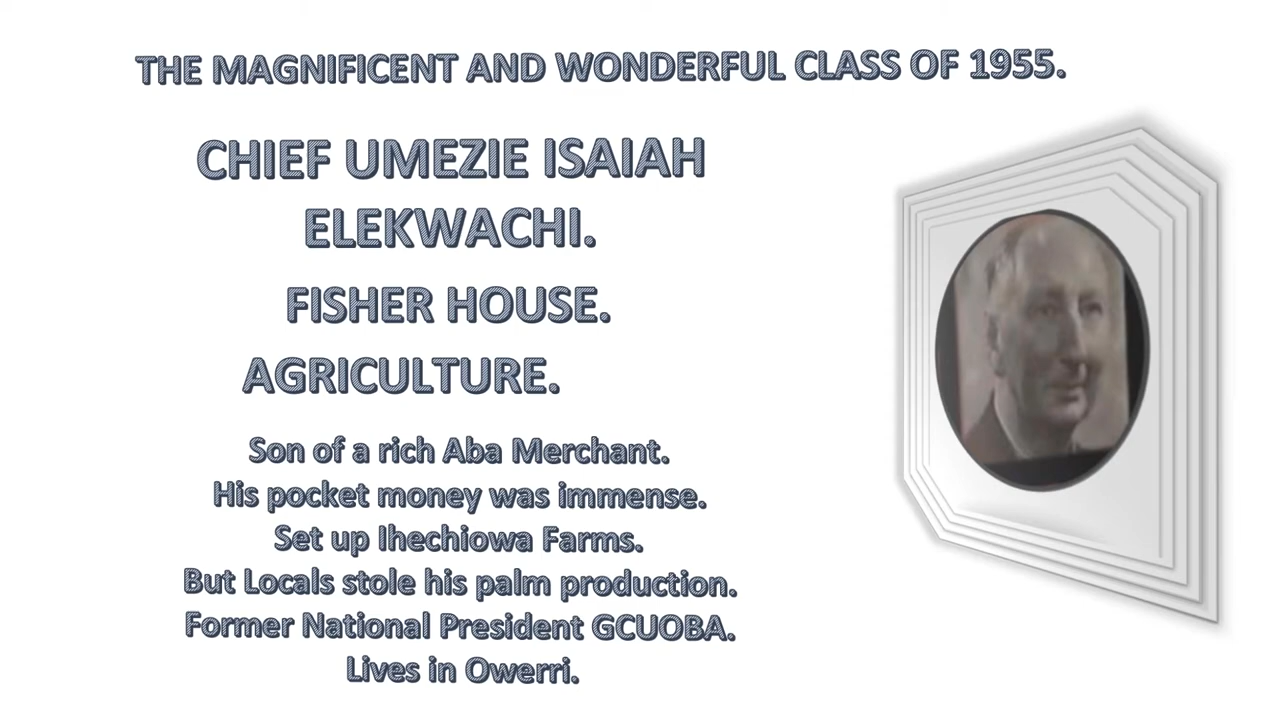 THE MAGNIFICENT AND WONDERFUL CLASS OF 1955.
CHIEF UMEZIE ISAIAH
ELEKWACHI.
FISHER HOUSE.
AGRICULTURE.
Son of a rich Aba Merchant.
His pocket money was immense.
Set up Ihechiowa Farms.
But Locals stole his palm production.
Former National President GCUOBA.
Lives in Owerri.